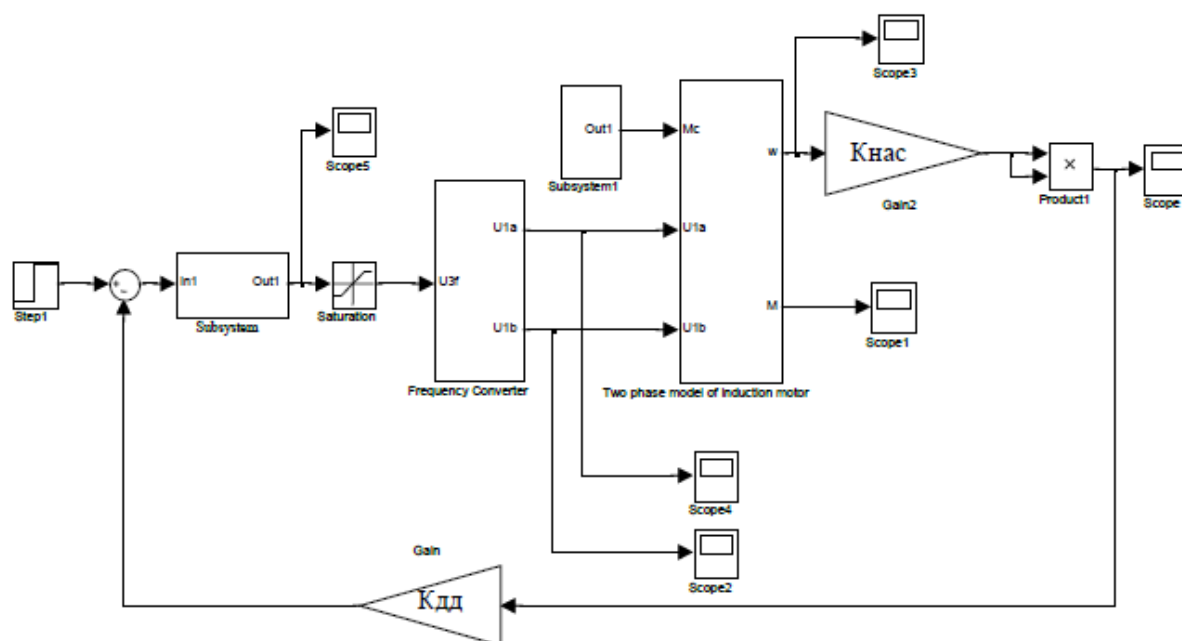 Scope3
Out1
Mc
Scope5
Subsystem1
w
Кнас
×
Product1
Scope
Gain2
U1a
U1a
In1
Out1
U3f
Step1
Subsystem
Saturation
M
U1b
U1b
Scope1
Frequency Converter
Two phase model of Induction motor
Scope4
Gain
Scope2
Кдд